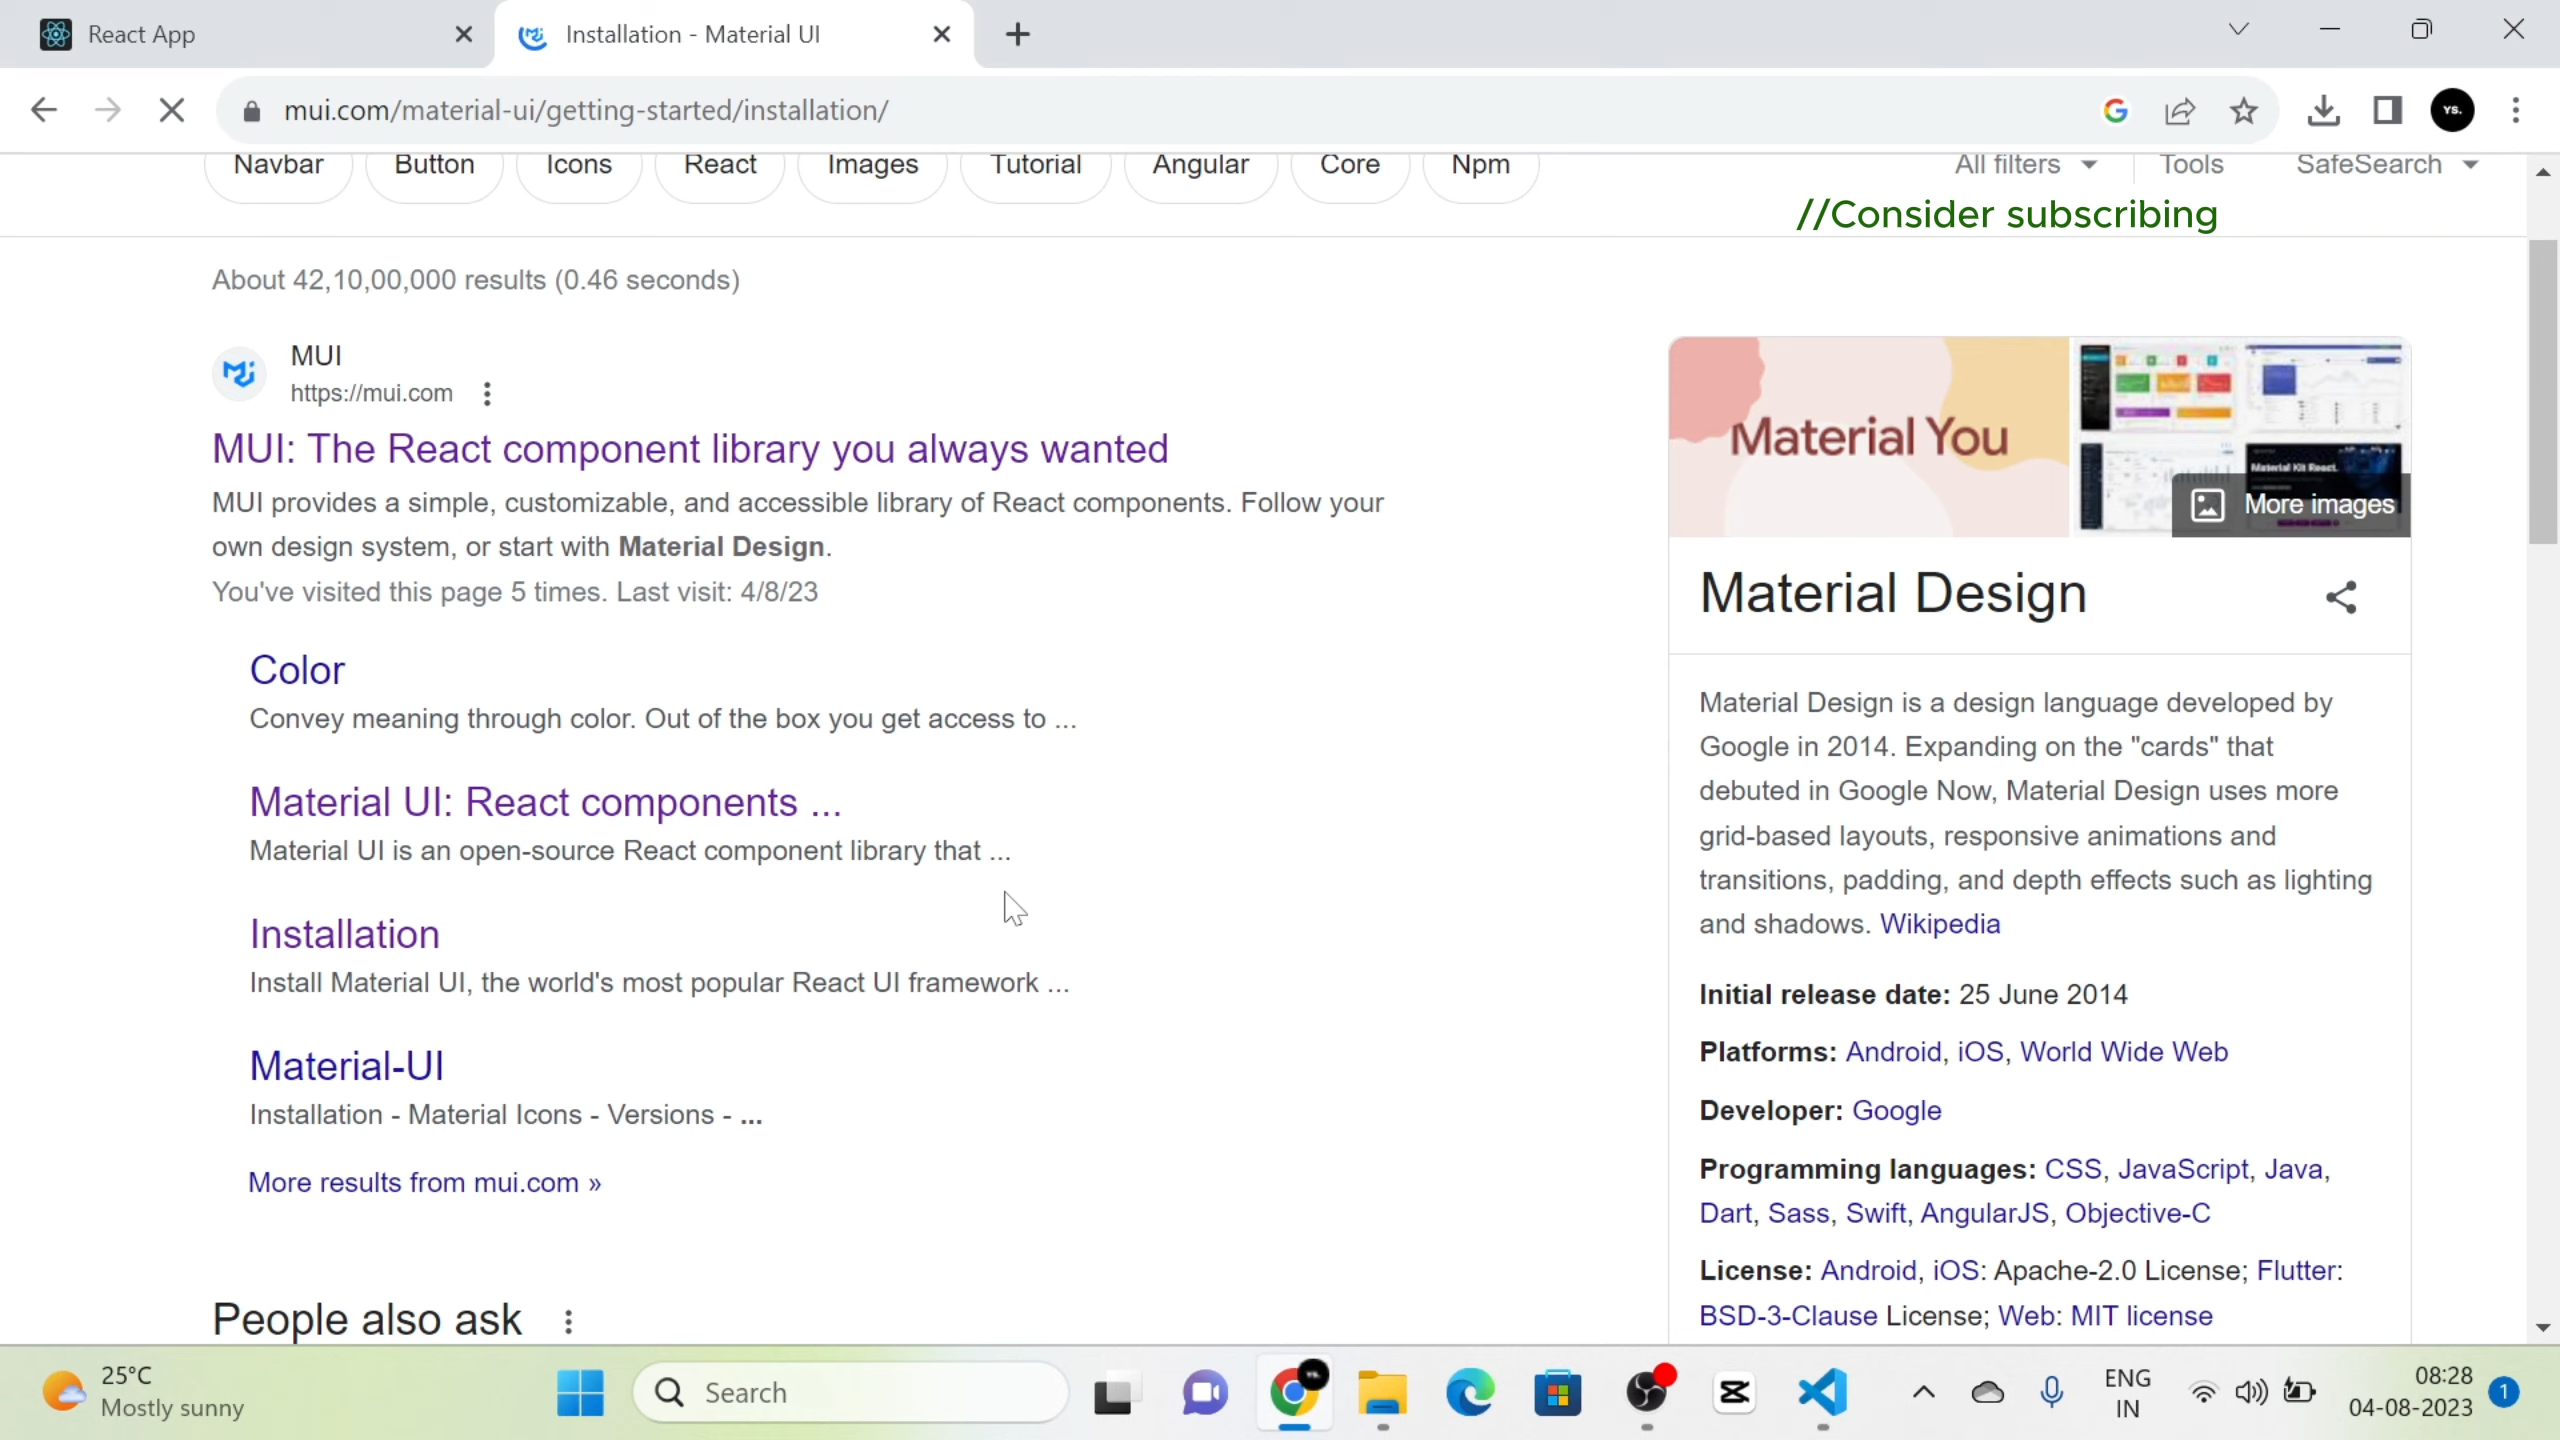 React App
Installation - Material UI
mui.com/material-ui/getting-started/installation/
YS.
Navbar
Button
Icons
React
Images
Tutorial
Angular
Core
Npm
All filters
Tools
SafeSearch
//Consider subscribing
About 42,10,00,000 results (0.46 seconds)
MUI
https://mui.com
MUI: The React component library you always wanted
MUI provides a simple, customizable, and accessible library of React components. Follow your
own design system, or start with Material Design.
You've visited this page 5 times. Last visit: 4/8/23
Color
Convey meaning through color. Out of the box you get access to ...
Material UI: React components ...
Material UI is an open-source React component library that ...
Installation
Install Material UI, the world's most popular React UI framework ...
Material-UI
Installation - Material Icons - Versions - ...
More results from mui.com »
People also ask
Material You
Material Kit React.
More images
Material Design
Material Design is a design language developed by
Google in 2014. Expanding on the "cards" that
debuted in Google Now, Material Design uses more
grid-based layouts, responsive animations and
transitions, padding, and depth effects such as lighting
and shadows. Wikipedia
Initial release date: 25 June 2014
Platforms: Android, iOS, World Wide Web
Developer: Google
Programming languages: CSS, JavaScript, Java,
Dart, Sass, Swift, AngularJS, Objective-C
License: Android, iOS: Apache-2.0 License; Flutter:
BSD-3-Clause License; Web: MIT license
25°C
Mostly sunny
Search
ENG
IN
08:28
04-08-2023
1